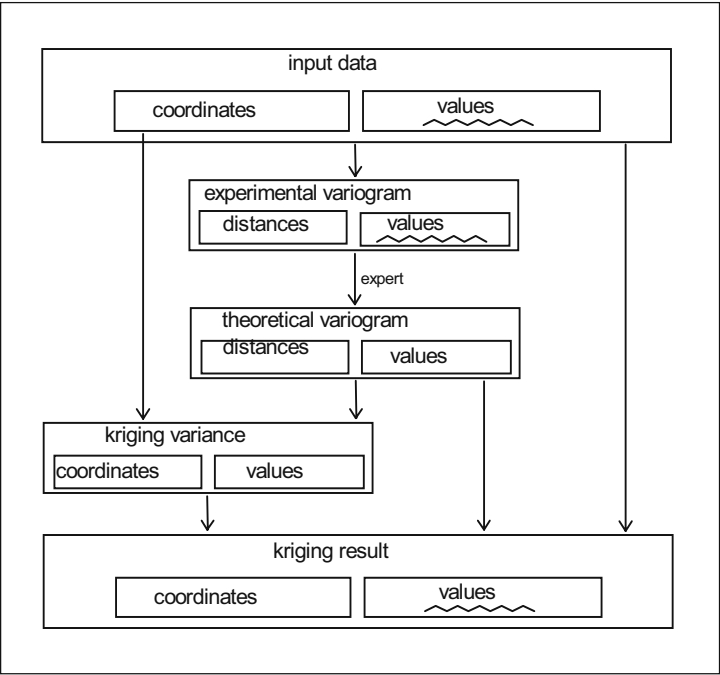 input data
coordinates values
experimental variogram
distances values
expert
theoretical variogram
distances values
kriging variance
coordinates values
kriging result
coordinates values